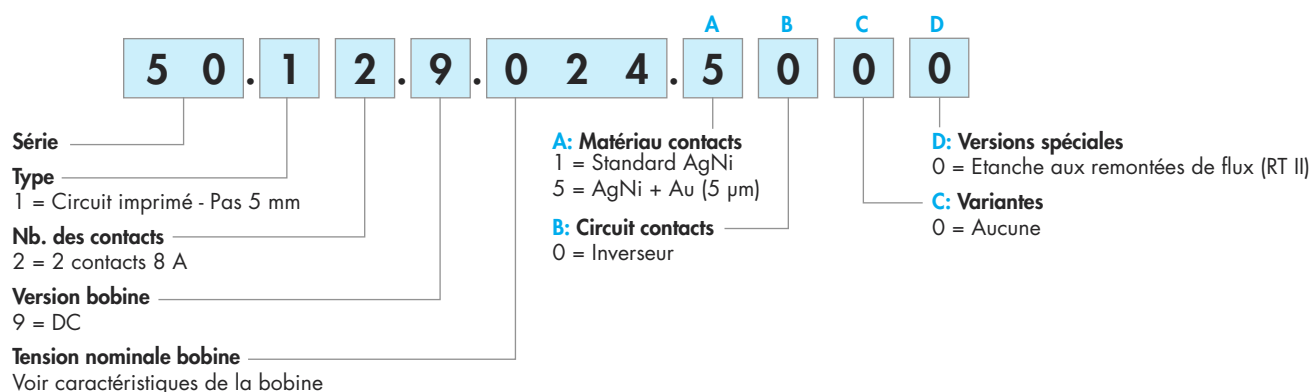 A B C D
5 0 . 1 2 . 9 . 0 2 4 . 5 0 0 0
Série
Type
1 = Circuit imprimé - Pas 5 mm
Nb. des contacts
2 = 2 contacts 8 A
Version bobine
9 = DC
Tension nominale bobine
Voir caractéristiques de la bobine
A: Matériau contacts
1 = Standard AgNi
5 = AgNi + Au (5 µm)
B: Circuit contacts
0 = Inverseur
D: Versions spéciales
0 = Etanche aux remontées de flux (RT II)
C: Variantes
0 = Aucune